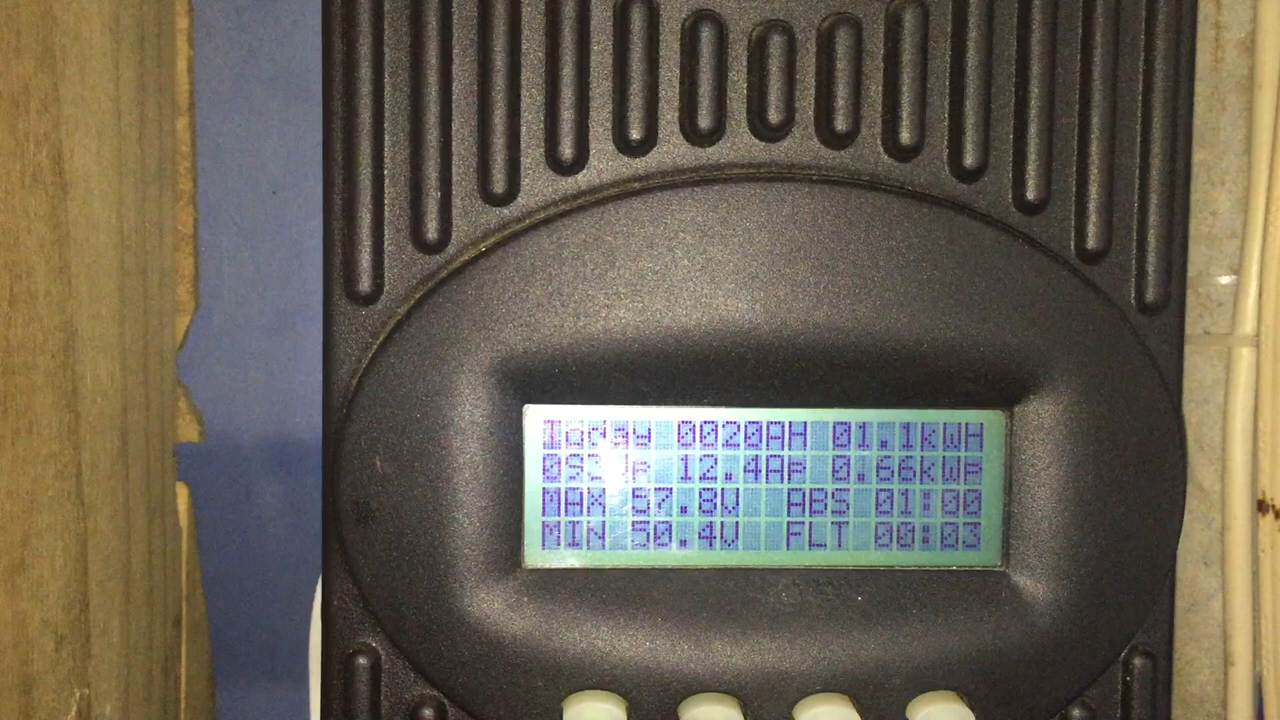 Today 0020AH 01.1kWH
12.4Ap 0.66kWp
MAX 57.8V ABS 01:00
MIN 50.4V FLT 00:03